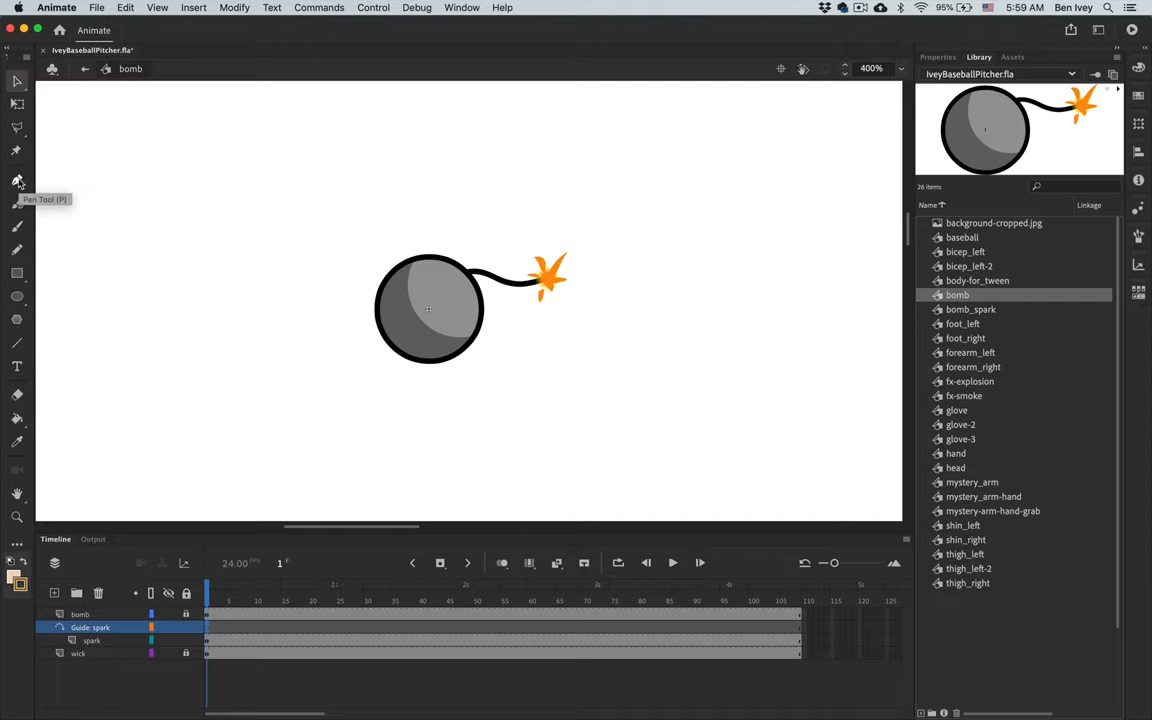 Animate File Edit View Insert Modify Text Commands Control Debug Window Help 95% 5:59 AM Ben Ivey
Animate
IveyBaseballPitcher.fla*
bomb 400%
Pen Tool (P)
Properties Library Assets
IveyBaseballPitcher.fla
26 items
Name Linkage
background-cropped.jpg
baseball
bicep_left
bicep_left-2
body-for_tween
bomb
bomb_spark
foot_left
foot_right
forearm_left
forearm_right
fx-explosion
fx-smoke
glove
glove-2
glove-3
hand
head
mystery_arm
mystery_arm-hand
mystery-arm-hand-grab
shin_left
shin_right
thigh_left
thigh_left-2
thigh_right
Timeline Output
24.00 FPS 1 F
1s 2s 3s 4s 5s
5 10 15 20 25 30 35 40 45 50 55 60 65 70 75 80 85 90 95 100 105 110 115 120 125
bomb
Guide: spark
spark
wick